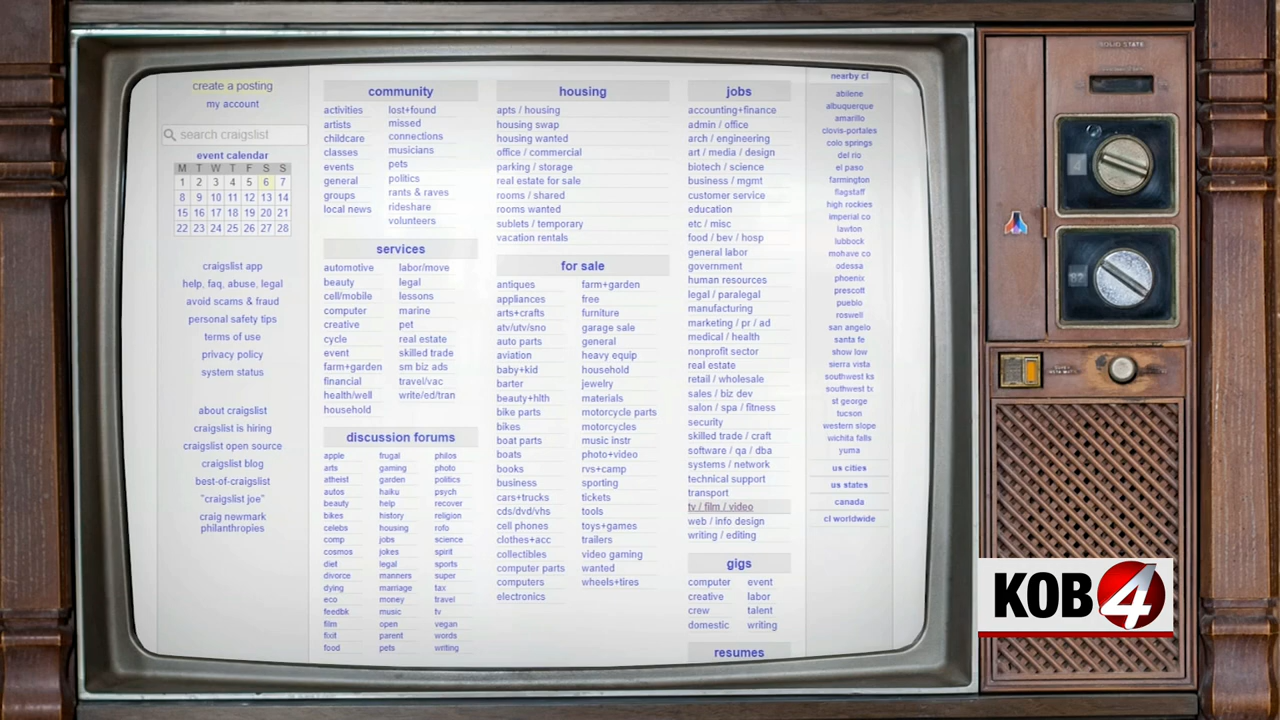 create a posting
my account
search craigslist
event calendar
M T W T F S S
1 2 3 4 5 6 7
8 9 10 11 12 13 14
15 16 17 18 19 20 21
22 23 24 25 26 27 28
craigslist app
help, faq, abuse, legal
avoid scams & fraud
personal safety tips
terms of use
privacy policy
system status
about craigslist
craigslist is hiring
craigslist open source
craigslist blog
best-of-craigslist
"craigslist joe"
craig newmark
philanthropies
community
activities
artists
childcare
classes
events
general
groups
local news
lost+found
missed
connections
musicians
pets
politics
rants & raves
rideshare
volunteers
services
automotive
beauty
cell/mobile
computer
creative
cycle
event
farm+garden
financial
health/well
household
labor/move
legal
lessons
marine
pet
real estate
skilled trade
sm biz ads
travel/vac
write/ed/tran
discussion forums
apple
arts
atheist
autos
beauty
bikes
celebs
comp
cosmos
diet
divorce
dying
eco
feedbk
film
fixit
food
frugal
gaming
garden
haiku
help
history
housing
jobs
jokes
legal
manners
marriage
money
music
open
parent
pets
philos
photo
politics
psych
recover
religion
rofo
science
spirit
sports
super
tax
travel
tv
vegan
words
writing
housing
apts / housing
housing swap
housing wanted
office / commercial
parking / storage
real estate for sale
rooms / shared
rooms wanted
sublets / temporary
vacation rentals
for sale
antiques
appliances
arts+crafts
atv/utv/sno
auto parts
aviation
baby+kid
barter
beauty+hlth
bike parts
bikes
boat parts
boats
books
business
cars+trucks
cds/dvd/vhs
cell phones
clothes+acc
collectibles
computer parts
computers
electronics
farm+garden
free
furniture
garage sale
general
heavy equip
household
jewelry
materials
motorcycle parts
motorcycles
music instr
photo+video
rvs+camp
sporting
tickets
tools
toys+games
trailers
video gaming
wanted
wheels+tires
jobs
accounting+finance
admin / office
arch / engineering
art / media / design
biotech / science
business / mgmt
customer service
education
etc / misc
food / bev / hosp
general labor
government
human resources
legal / paralegal
manufacturing
marketing / pr / ad
medical / health
nonprofit sector
real estate
retail / wholesale
sales / biz dev
salon / spa / fitness
security
skilled trade / craft
software / qa / dba
systems / network
technical support
transport
tv / film / video
web / info design
writing / editing
gigs
computer
creative
crew
domestic
event
labor
talent
writing
resumes
nearby cl
abilene
albuquerque
amarillo
clovis-portales
colo springs
del rio
el paso
farmington
flagstaff
high rockies
imperial co
lawton
lubbock
mohave co
odessa
phoenix
prescott
pueblo
roswell
san angelo
santa fe
show low
sierra vista
southwest ks
southwest tx
st george
tucson
western slope
wichita falls
yuma
us cities
us states
canada
cl worldwide
SOLID STATE
KOB 4